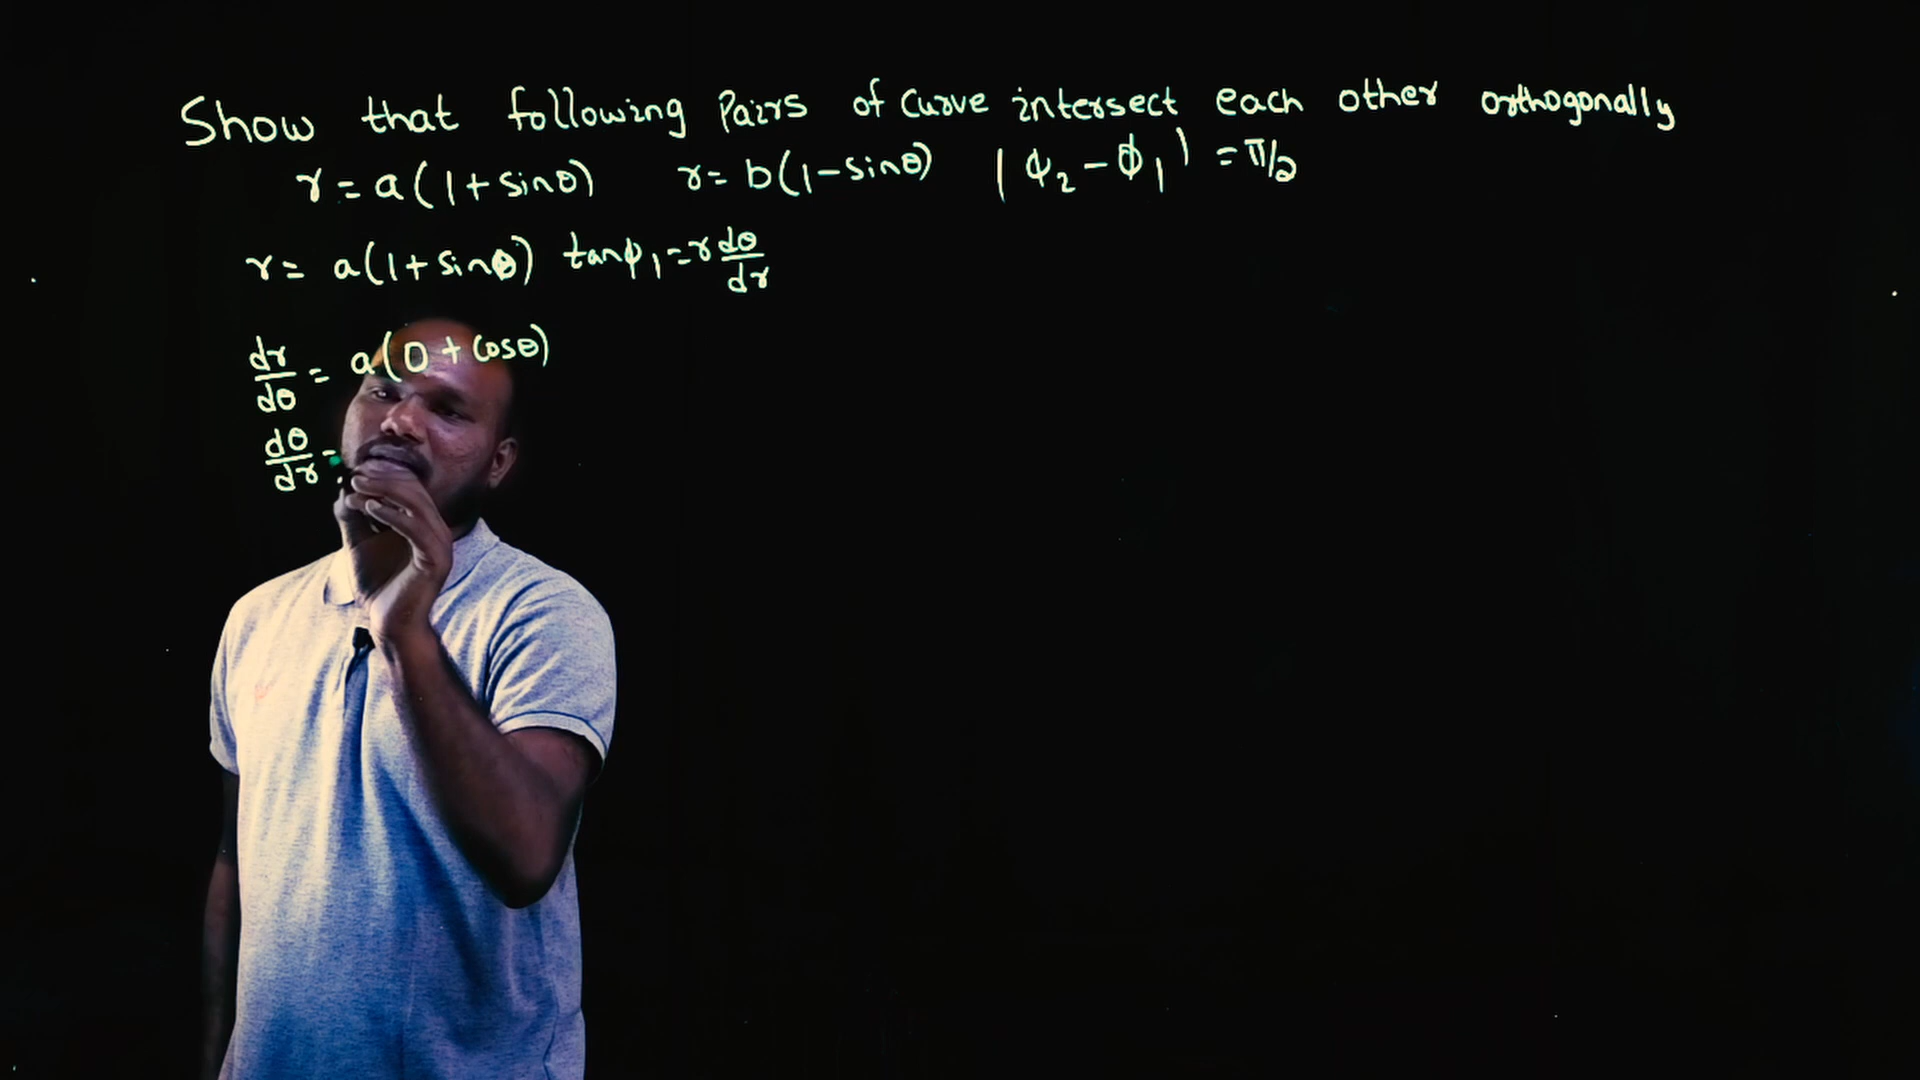 Show that following Pairs of Curve intersect each other orthogonally
r = a(1+sinθ) r = b(1-sinθ) |ϕ₂ - ϕ₁| = π/2
r = a(1+sinθ) tanϕ₁ = r dθ/dr
dr/dθ = a(0 + Cosθ)
dθ/dr =